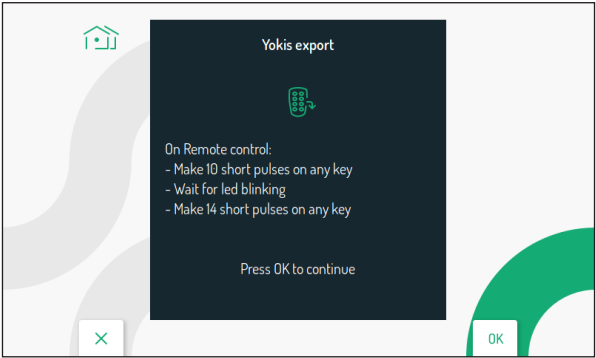 Yokis export
On Remote control:
- Make 10 short pulses on any key
- Wait for led blinking
- Make 14 short pulses on any key
Press OK to continue
OK